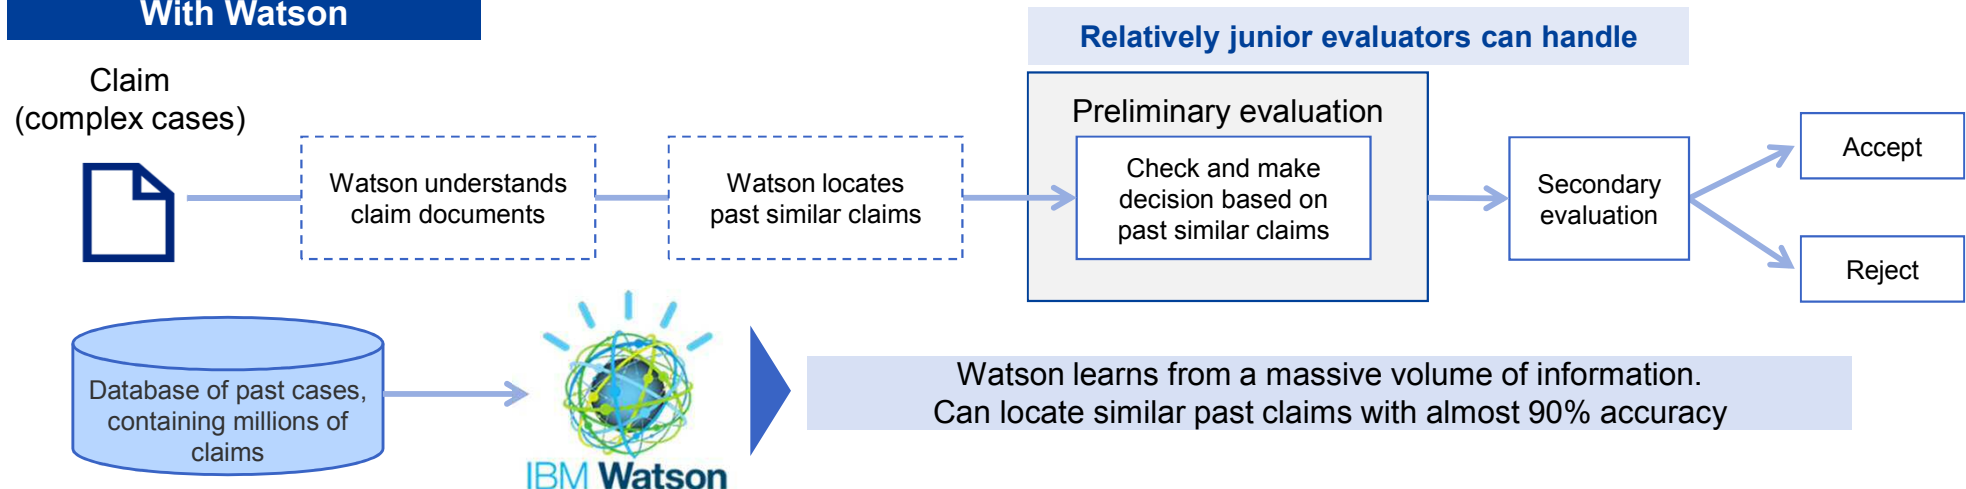 With Watson
Relatively junior evaluators can handle
Claim
(complex cases)
Watson understands
claim documents
Watson locates
past similar claims
Preliminary evaluation
Check and make
decision based on
past similar claims
Secondary
evaluation
Accept
Reject
Database of past cases,
containing millions of
claims
IBM Watson
Watson learns from a massive volume of information.
Can locate similar past claims with almost 90% accuracy